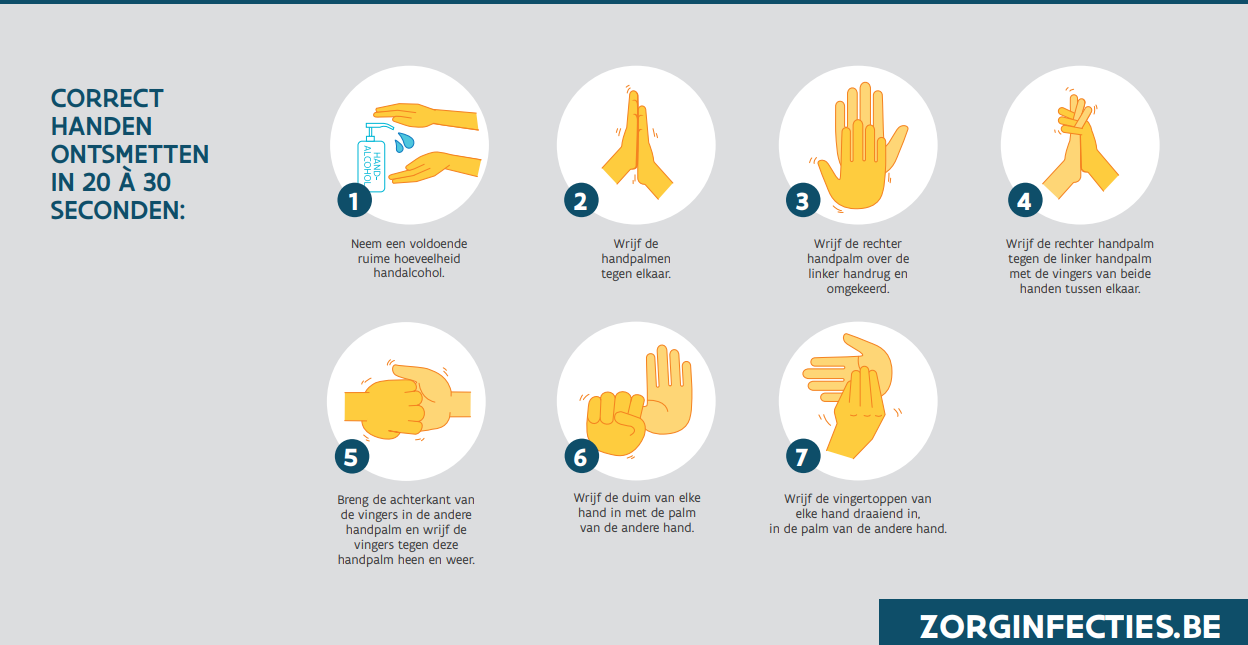 CORRECT
HANDEN
ONTSMETTEN
IN 20 À 30
SECONDEN:
HAND-
ALCOHOL
1
Neem een voldoende
ruime hoeveelheid
handalcohol.
2
Wrijf de
handpalmen
tegen elkaar.
3
Wrijf de rechter
handpalm over de
linker handrug en
omgekeerd.
4
Wrijf de rechter handpalm
tegen de linker handpalm
met de vingers van beide
handen tussen elkaar.
5
Breng de achterkant van
de vingers in de andere
handpalm en wrijf de
vingers tegen deze
handpalm heen en weer.
6
Wrijf de duim van elke
hand in met de palm
van de andere hand.
7
Wrijf de vingertoppen van
elke hand draaiend in,
in de palm van de andere hand.
ZORGINFECTIES.BE